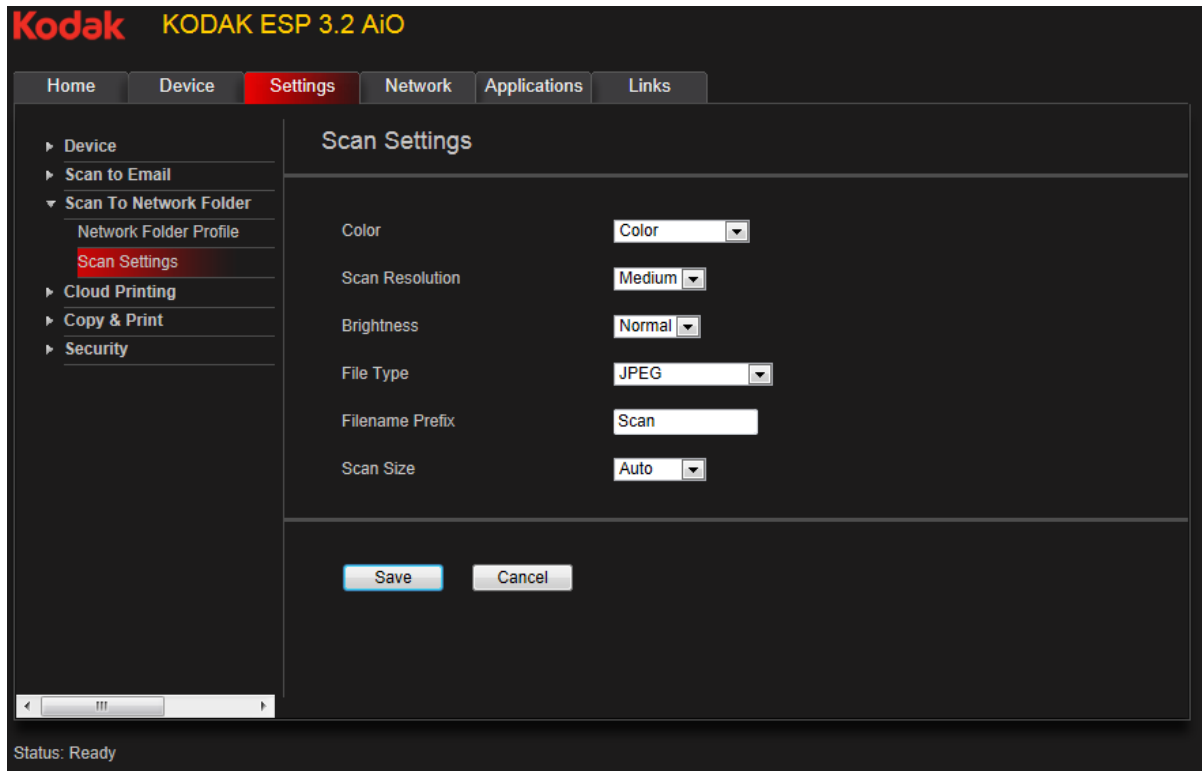 Kodak KODAK ESP 3.2 AiO
Home Device Settings Network Applications Links
Device
Scan to Email
Scan To Network Folder
Network Folder Profile
Scan Settings
Cloud Printing
Copy & Print
Security
Scan Settings
Color Color
Scan Resolution Medium
Brightness Normal
File Type JPEG
Filename Prefix Scan
Scan Size Auto
Save Cancel
Status: Ready